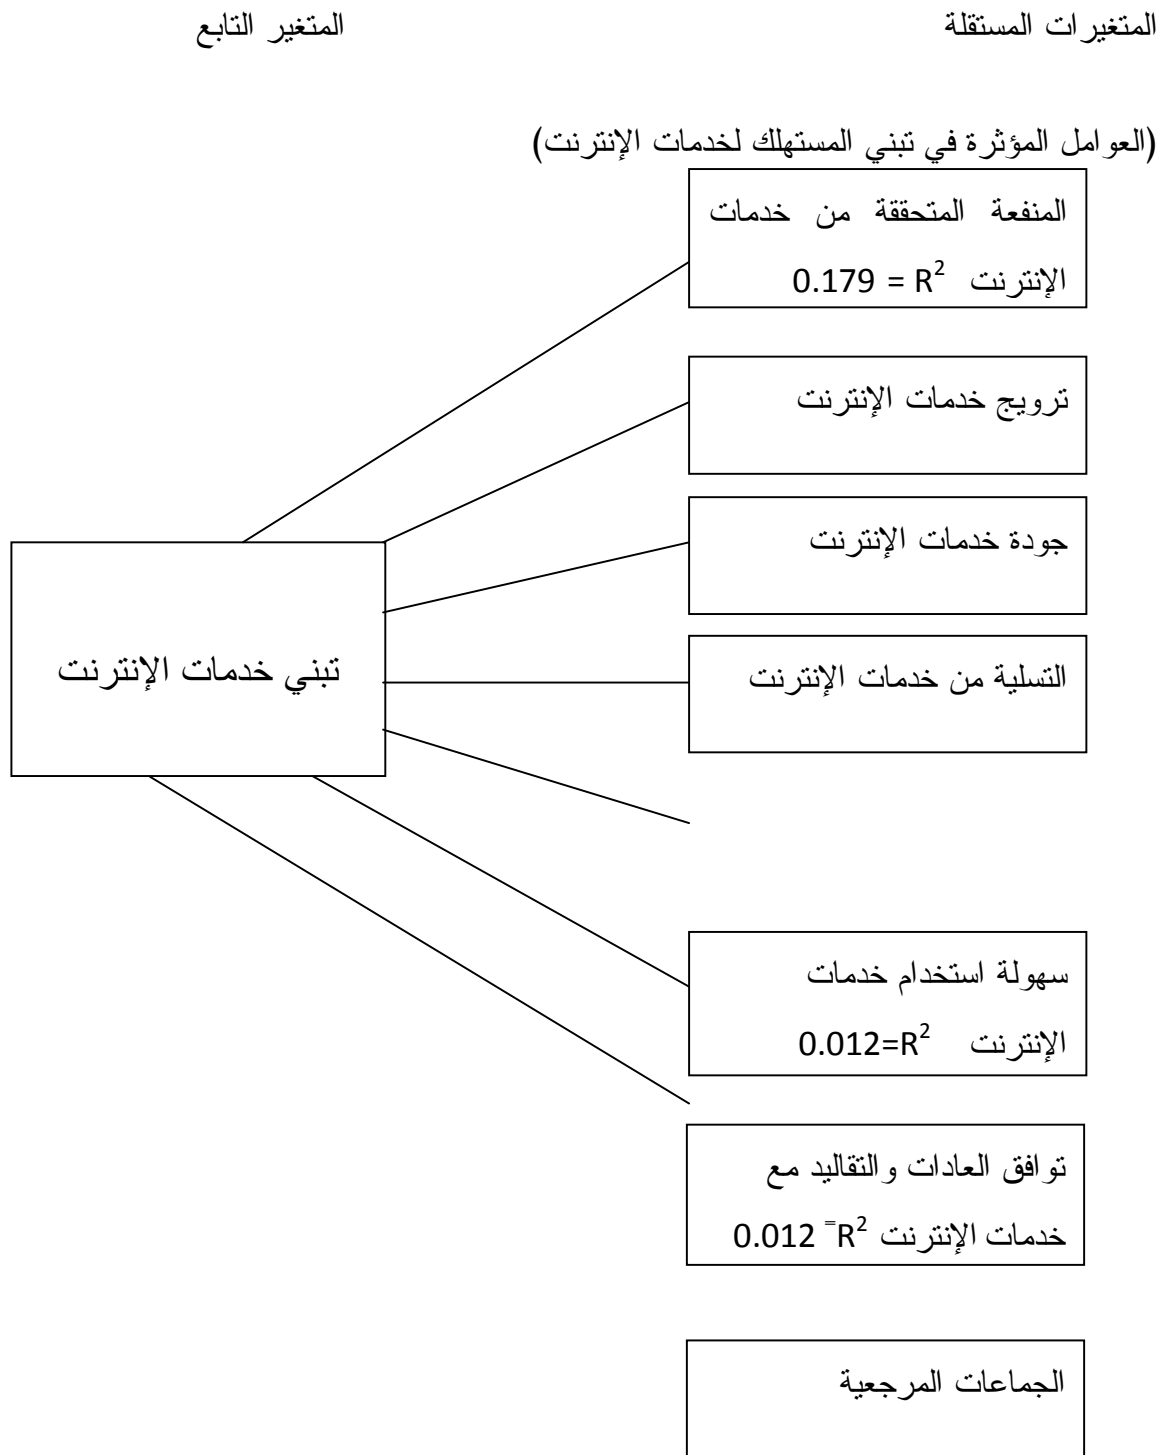 المتغيرات المستقلة
المتغير التابع
(العوامل المؤثرة في تبني المستهلك لخدمات الإنترنت)
المنفعة المتحققة من خدمات
الإنترنت 0.179 = R²
ترويج خدمات الإنترنت
جودة خدمات الإنترنت
تبني خدمات الإنترنت
التسلية من خدمات الإنترنت
سهولة استخدام خدمات
الإنترنت 0.012=R²
توافق العادات والتقاليد مع
خدمات الإنترنت R²‏= 0.012
الجماعات المرجعية